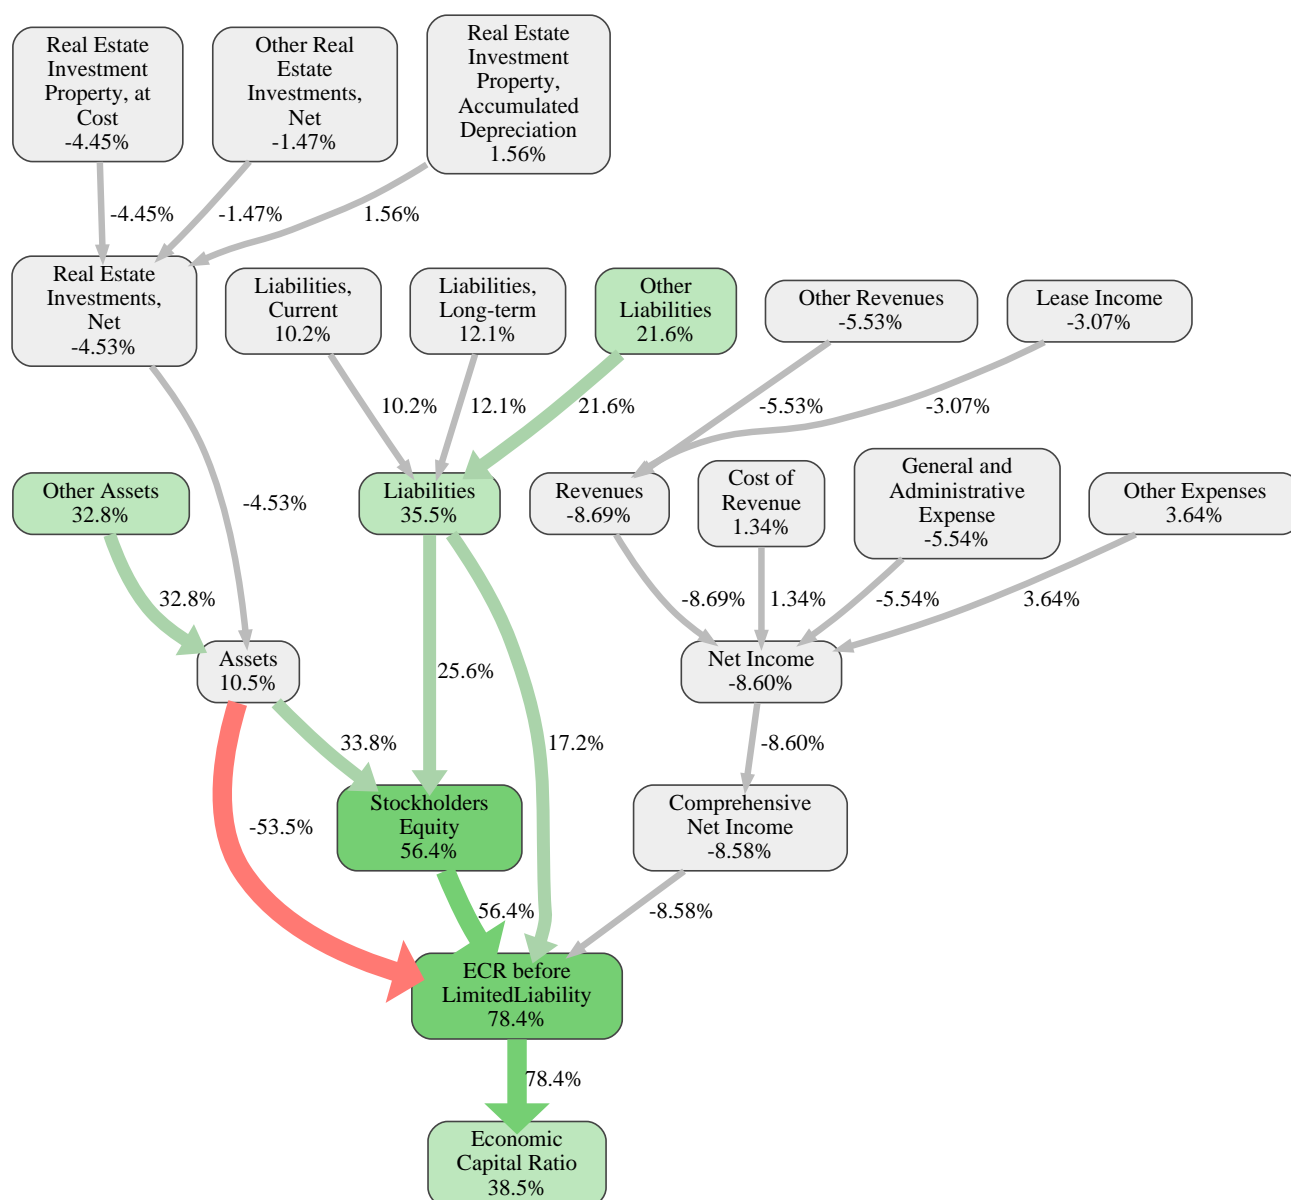 Real Estate
Investment
Property, at
Cost
-4.45%
Other Real
Estate
Investments,
Net
-1.47%
Real Estate
Investment
Property,
Accumulated
Depreciation
1.56%
-4.45%
-1.47%
1.56%
Real Estate
Investments,
Net
-4.53%
Liabilities,
Current
10.2%
Liabilities,
Long-term
12.1%
Other
Liabilities
21.6%
Other Revenues
-5.53%
Lease Income
-3.07%
10.2%
12.1%
21.6%
-5.53%
-3.07%
Other Assets
32.8%
-4.53%
Liabilities
35.5%
Revenues
-8.69%
Cost of
Revenue
1.34%
General and
Administrative
Expense
-5.54%
Other Expenses
3.64%
32.8%
-8.69%
1.34%
-5.54%
3.64%
Assets
10.5%
25.6%
Net Income
-8.60%
33.8%
17.2%
-8.60%
-53.5%
Stockholders
Equity
56.4%
Comprehensive
Net Income
-8.58%
56.4%
-8.58%
ECR before
LimitedLiability
78.4%
78.4%
Economic
Capital Ratio
38.5%